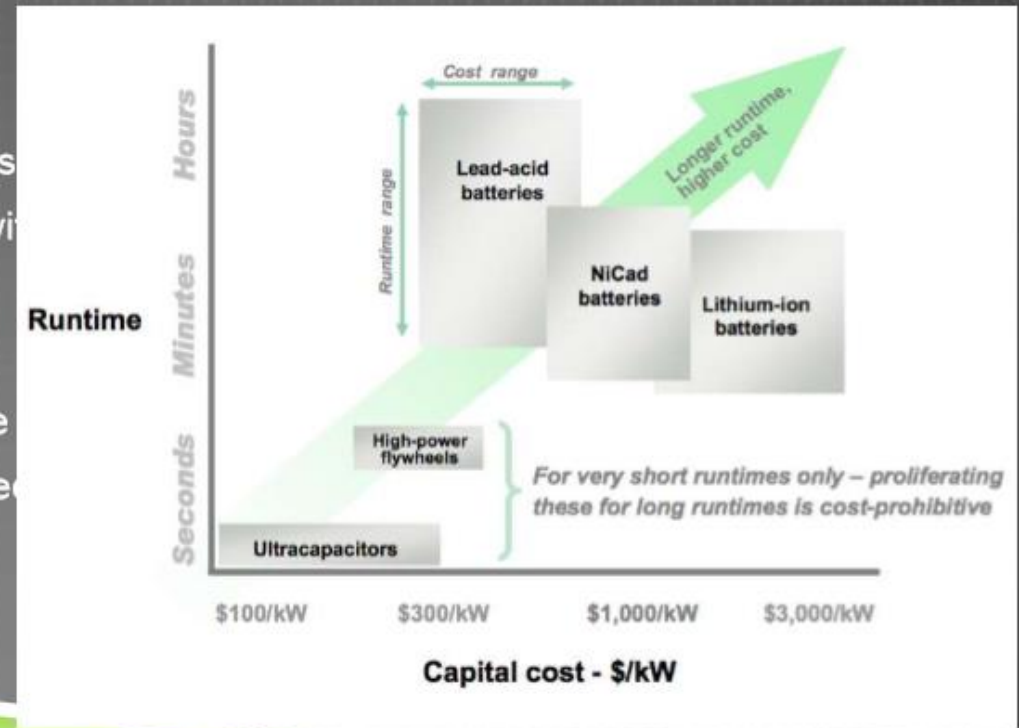 Cost range
Hours
Lead-acid
batteries
Runtime range
Longer runtime,
higher cost
NiCad
batteries
Lithium-ion
batteries
Minutes
Runtime
High-power
flywheels
For very short runtimes only – proliferating
these for long runtimes is cost-prohibitive
Seconds
Ultracapacitors
$100/kW $300/kW $1,000/kW $3,000/kW
Capital cost - $/kW